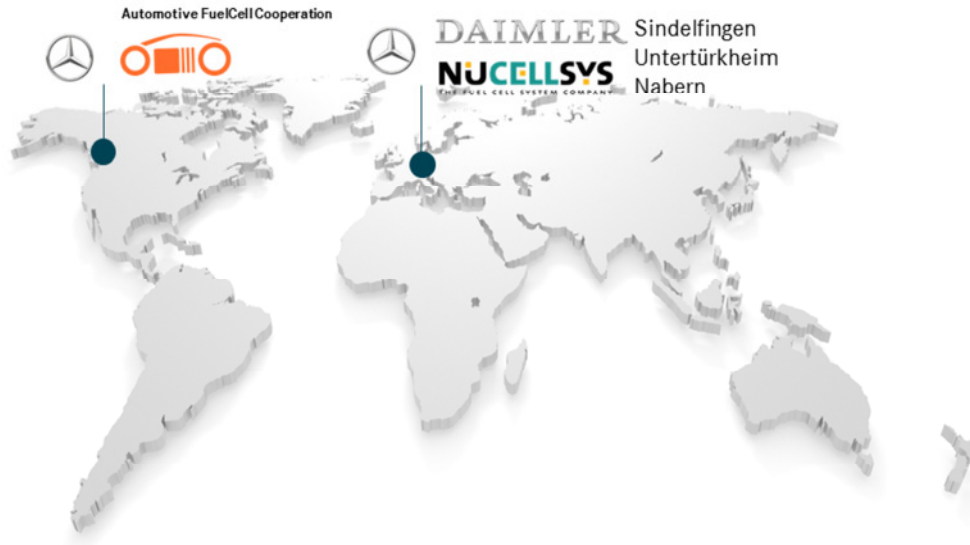 Automotive FuelCell Cooperation
DAIMLER
NUCELLSYS
THE FUEL CELL SYSTEM COMPANY
Sindelfingen
Untertürkheim
Nabern